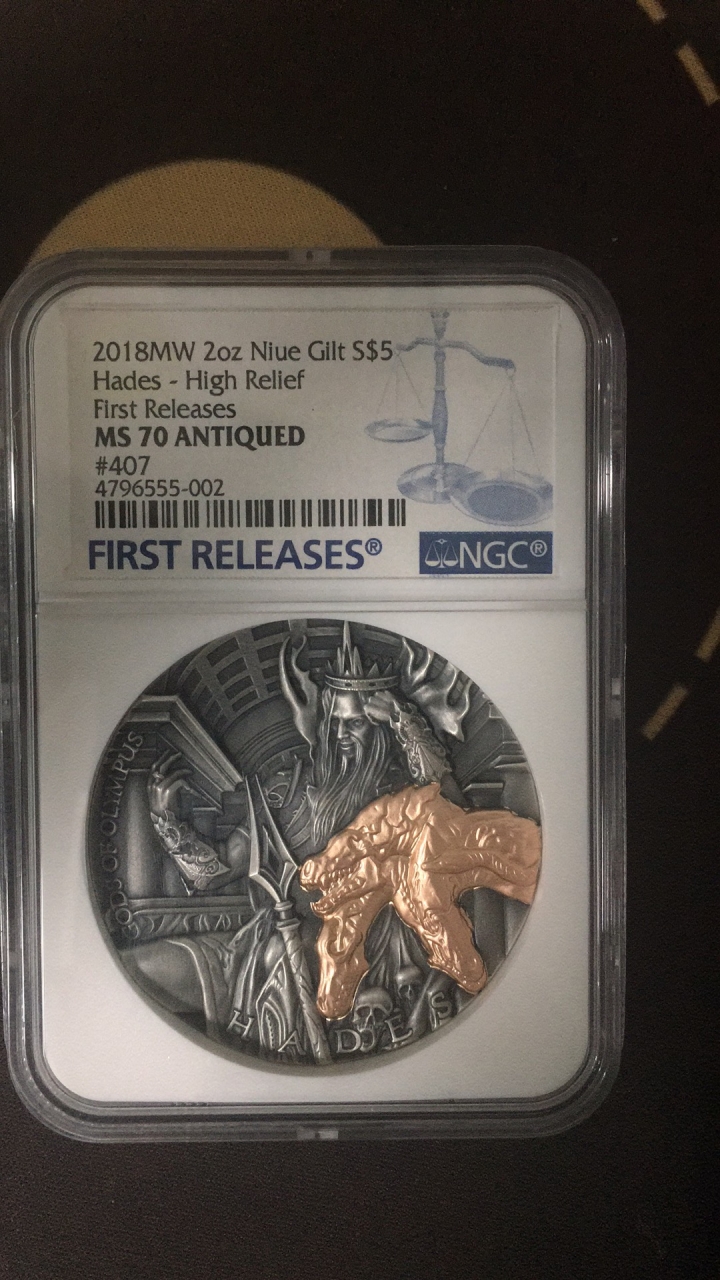 2018MW 2oz Niue Gilt S$5
Hades - High Relief
First Releases
MS 70 ANTIQUED
#407
4796555-002
FIRST RELEASES®
NGC®
GODS OF OLIMPUS
HADES